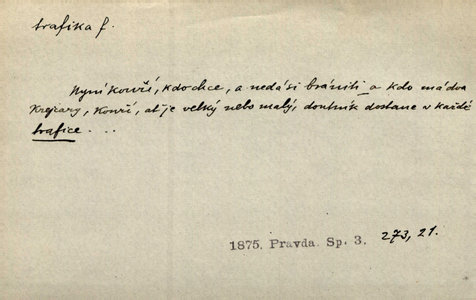 trafika f.
Nyní kouří, kdo chce, a nedá si brániti a kdo má dva
krejcary, kouří, ať je velký nebo malý, doutník dostane v každé
trafice . . .
1875. Pravda. Sp. 3. 273, 21.